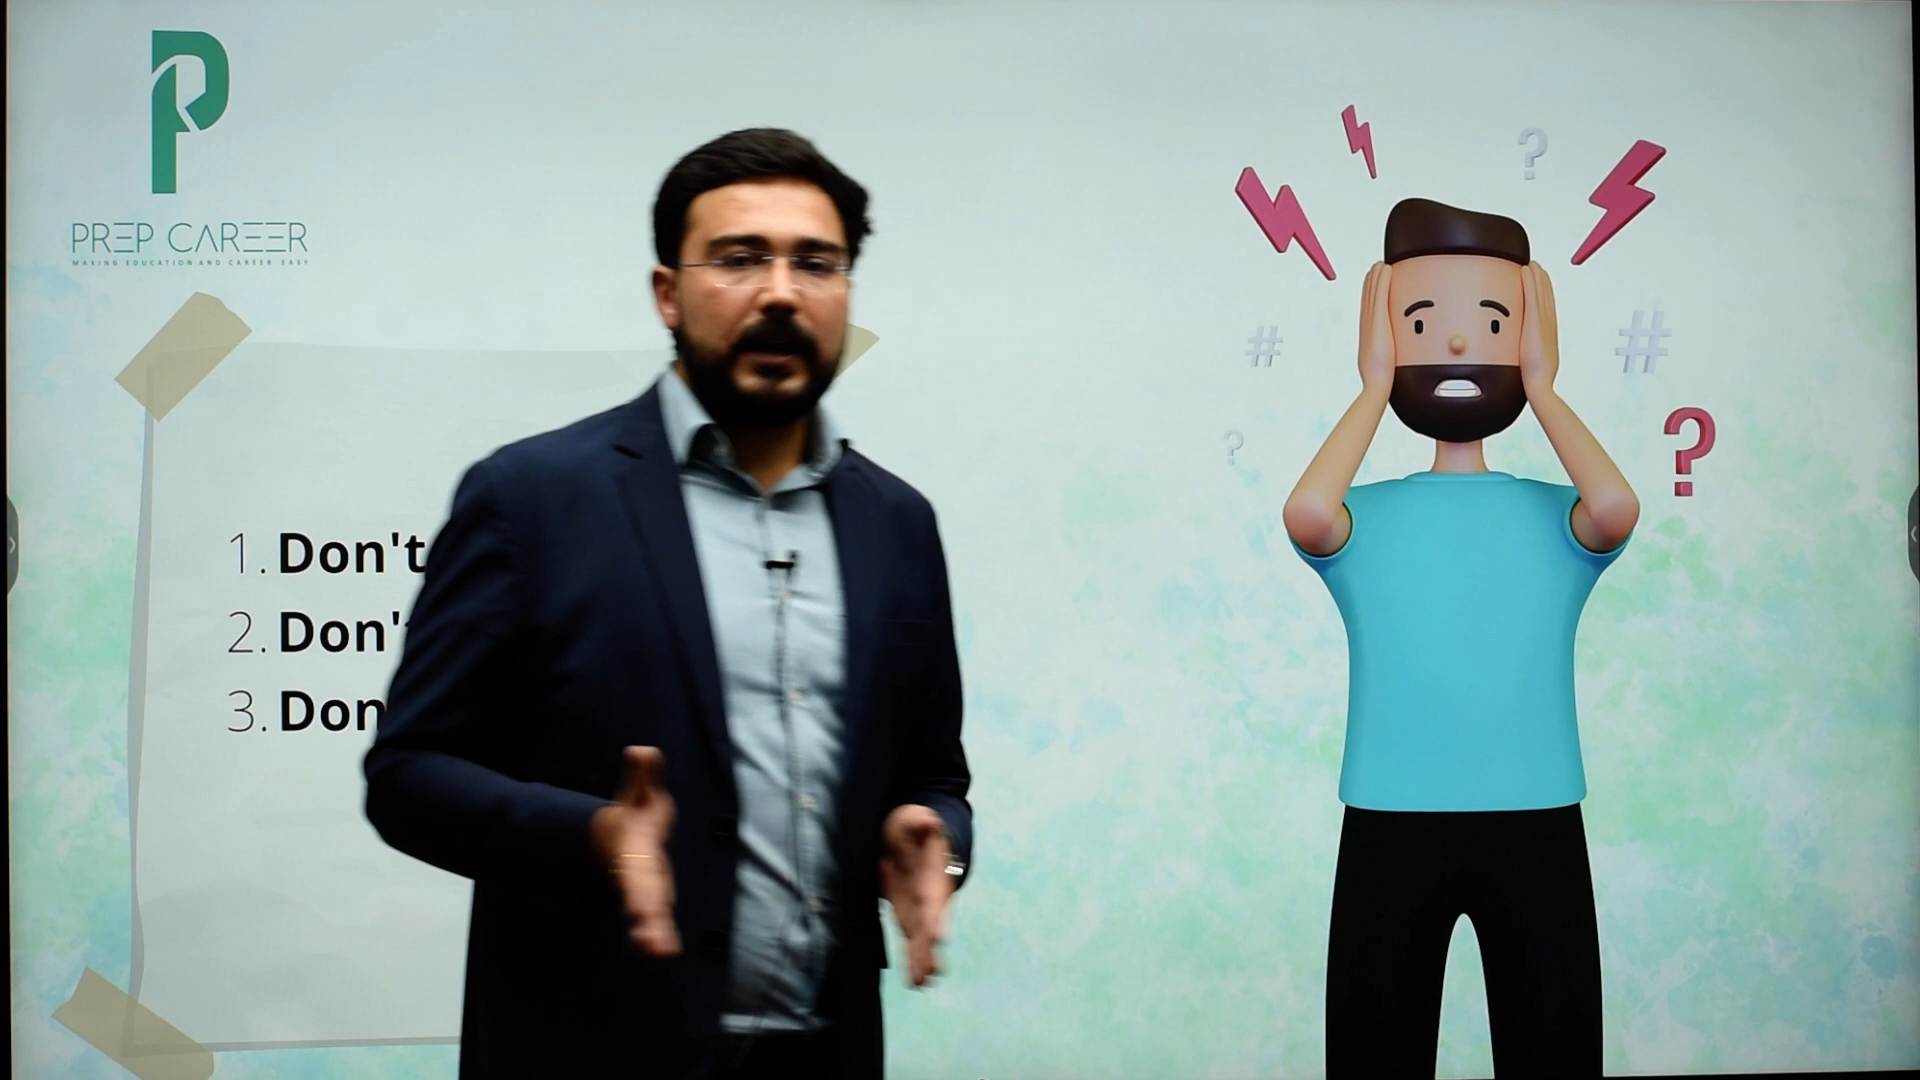 PREP CAREER
MAKING EDUCATION AND CAREER EASY
1. Don't
2. Don'
3. Don